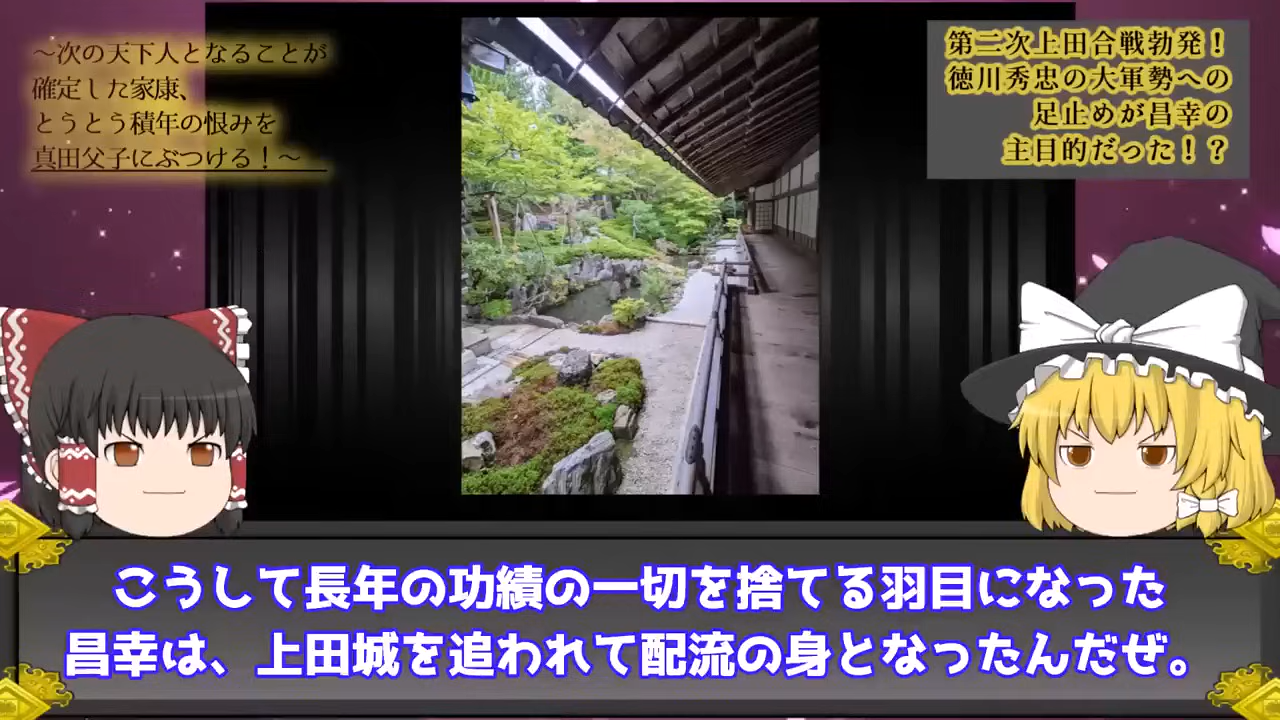 ～次の天下人となることが
確定した家康、
とうとう積年の恨みを
真田父子にぶつける！～
第二次上田合戦勃発！
徳川秀忠の大軍勢への
足止めが昌幸の
主目的だった！？
こうして長年の功績の一切を捨てる羽目になった
昌幸は、上田城を追われて配流の身となったんだぜ。